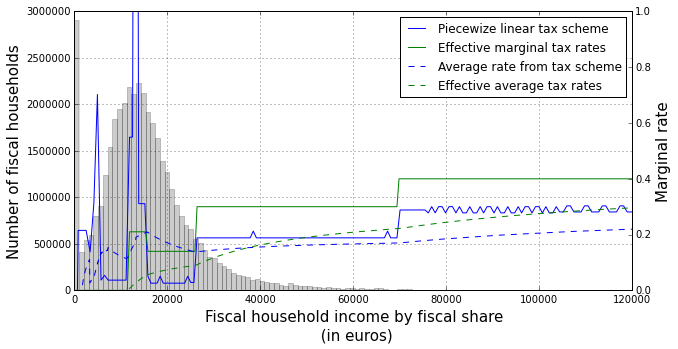 3000000
2500000
2000000
1500000
1000000
500000
0
Number of fiscal households
1.0
0.8
0.6
0.4
0.2
0.0
Marginal rate
Piecewize linear tax scheme
Effective marginal tax rates
Average rate from tax scheme
Effective average tax rates
0 20000 40000 60000 80000 100000 120000
Fiscal household income by fiscal share
(in euros)